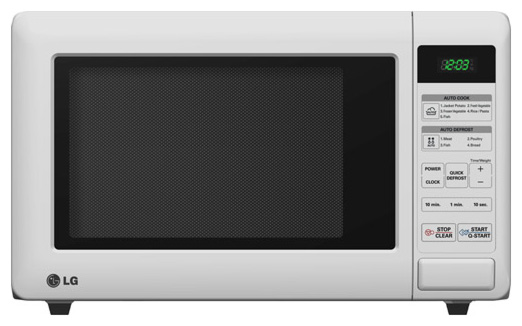 12:03
AUTO COOK
1.Jacket Potato 2.Fresh Vegetable
3.Frozen Vegetable 4.Rice / Pasta
5.Fish
AUTO DEFROST
1.Meat 2.Poultry
3.Fish 4.Bread
Time/Weight
POWER
CLOCK
QUICK
DEFROST
+
−
10 min. 1 min. 10 sec.
STOP
CLEAR
START
Q-START
LG